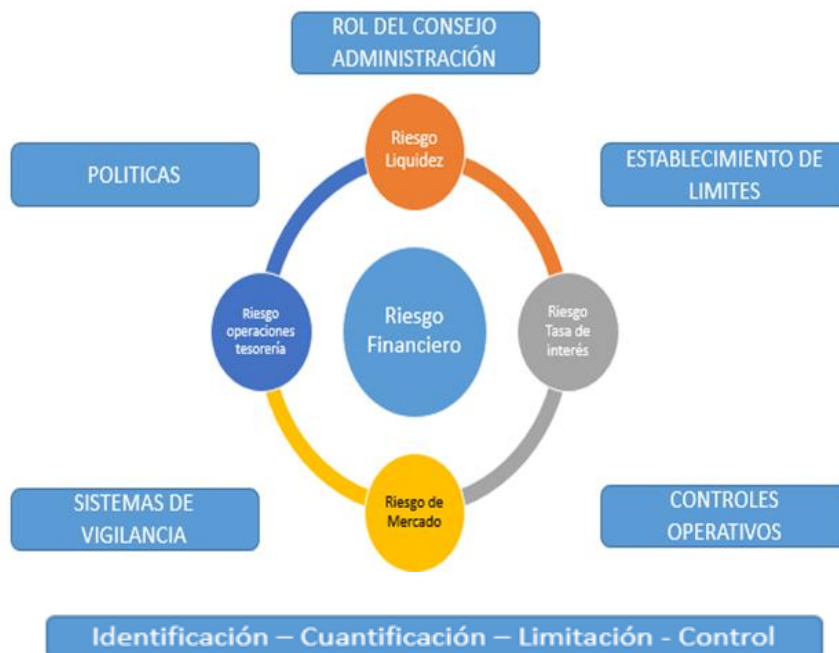 ROL DEL CONSEJO
ADMINISTRACIÓN
Riesgo
Liquidez
POLITICAS
ESTABLECIMIENTO DE
LIMITES
Riesgo
operaciones
tesorería
Riesgo
Financiero
Riesgo
Tasa de
interés
SISTEMAS DE
VIGILANCIA
Riesgo de
Mercado
CONTROLES
OPERATIVOS
Identificación – Cuantificación – Limitación - Control